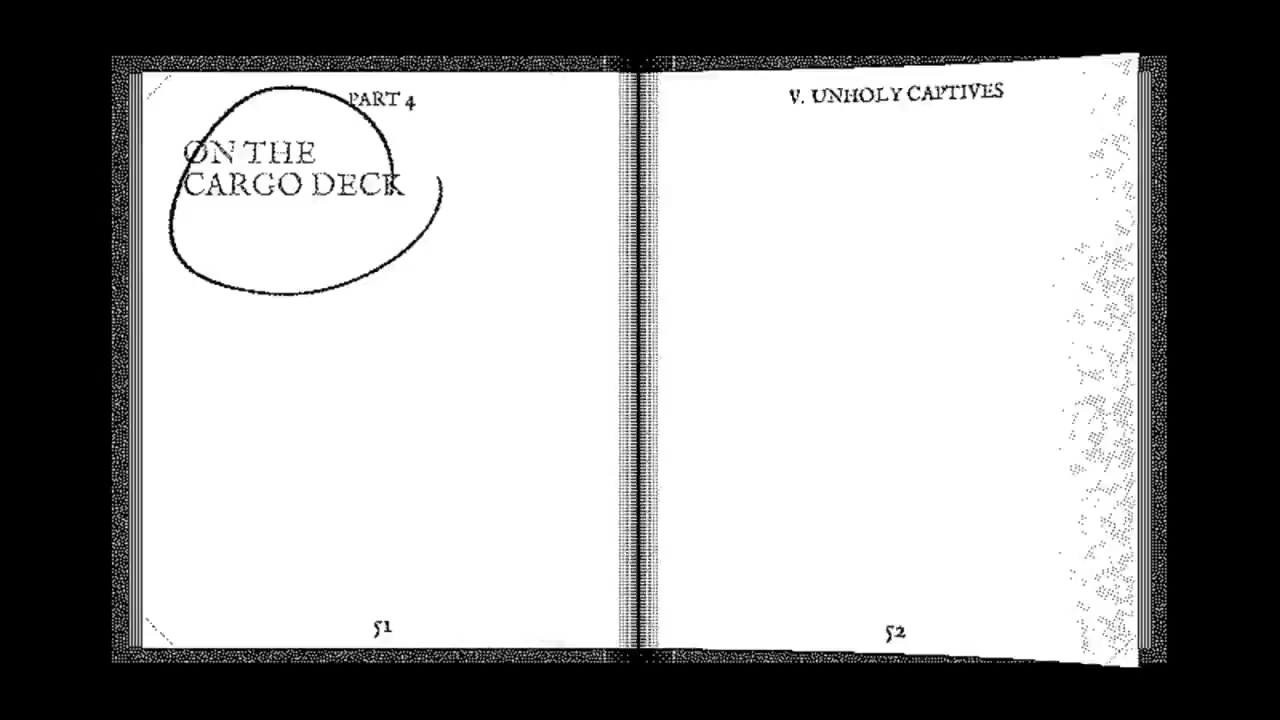 PART 4
ON THE
CARGO DECK
51
V. UNHOLY CAPTIVES
52